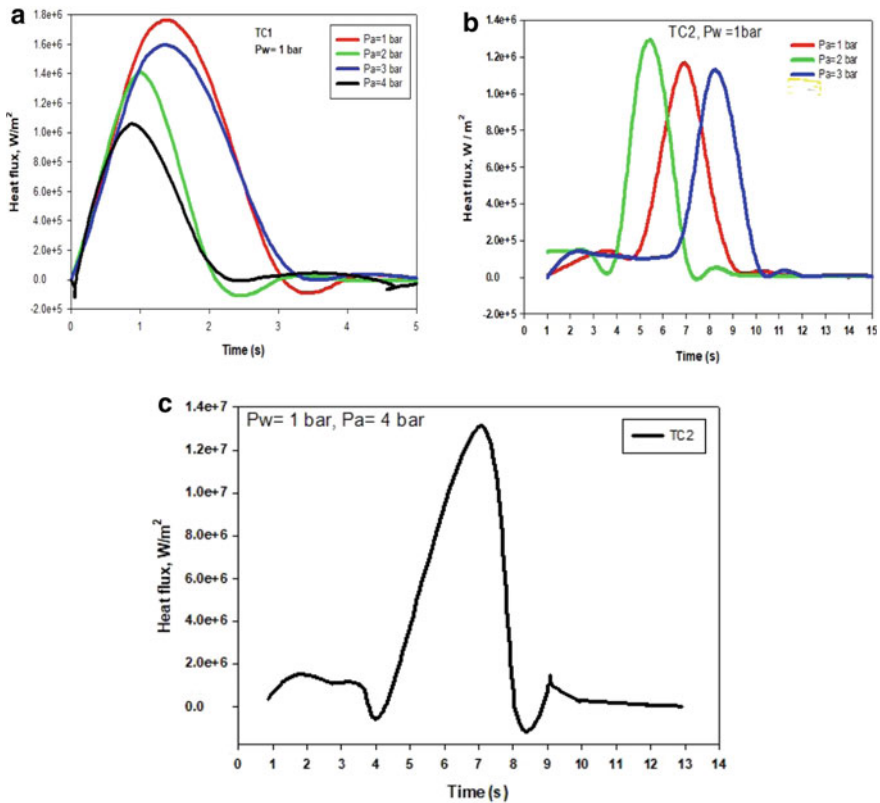 a
1.8e+6
1.6e+6
1.4e+6
1.2e+6
1.0e+6
8.0e+5
6.0e+5
4.0e+5
2.0e+5
0.0
-2.0e+5
Heat flux, W/m²
TC1
Pw= 1 bar
Pa=1 bar
Pa=2 bar
Pa=3 bar
Pa=4 bar
0 1 2 3 4 5
Time (s)
b
1.4e+6
1.2e+6
1.0e+6
8.0e+5
6.0e+5
4.0e+5
2.0e+5
0.0
-2.0e+5
Heat flux, W / m²
TC2, Pw =1bar
Pa=1 bar
Pa=2 bar
Pa=3 bar
0 1 2 3 4 5 6 7 8 9 10 11 12 13 14 15
Time (s)
c
1.4e+7
1.2e+7
1.0e+7
8.0e+6
6.0e+6
4.0e+6
2.0e+6
0.0
Heat flux, W/m²
Pw= 1 bar, Pa= 4 bar
TC2
0 1 2 3 4 5 6 7 8 9 10 11 12 13 14
Time (s)